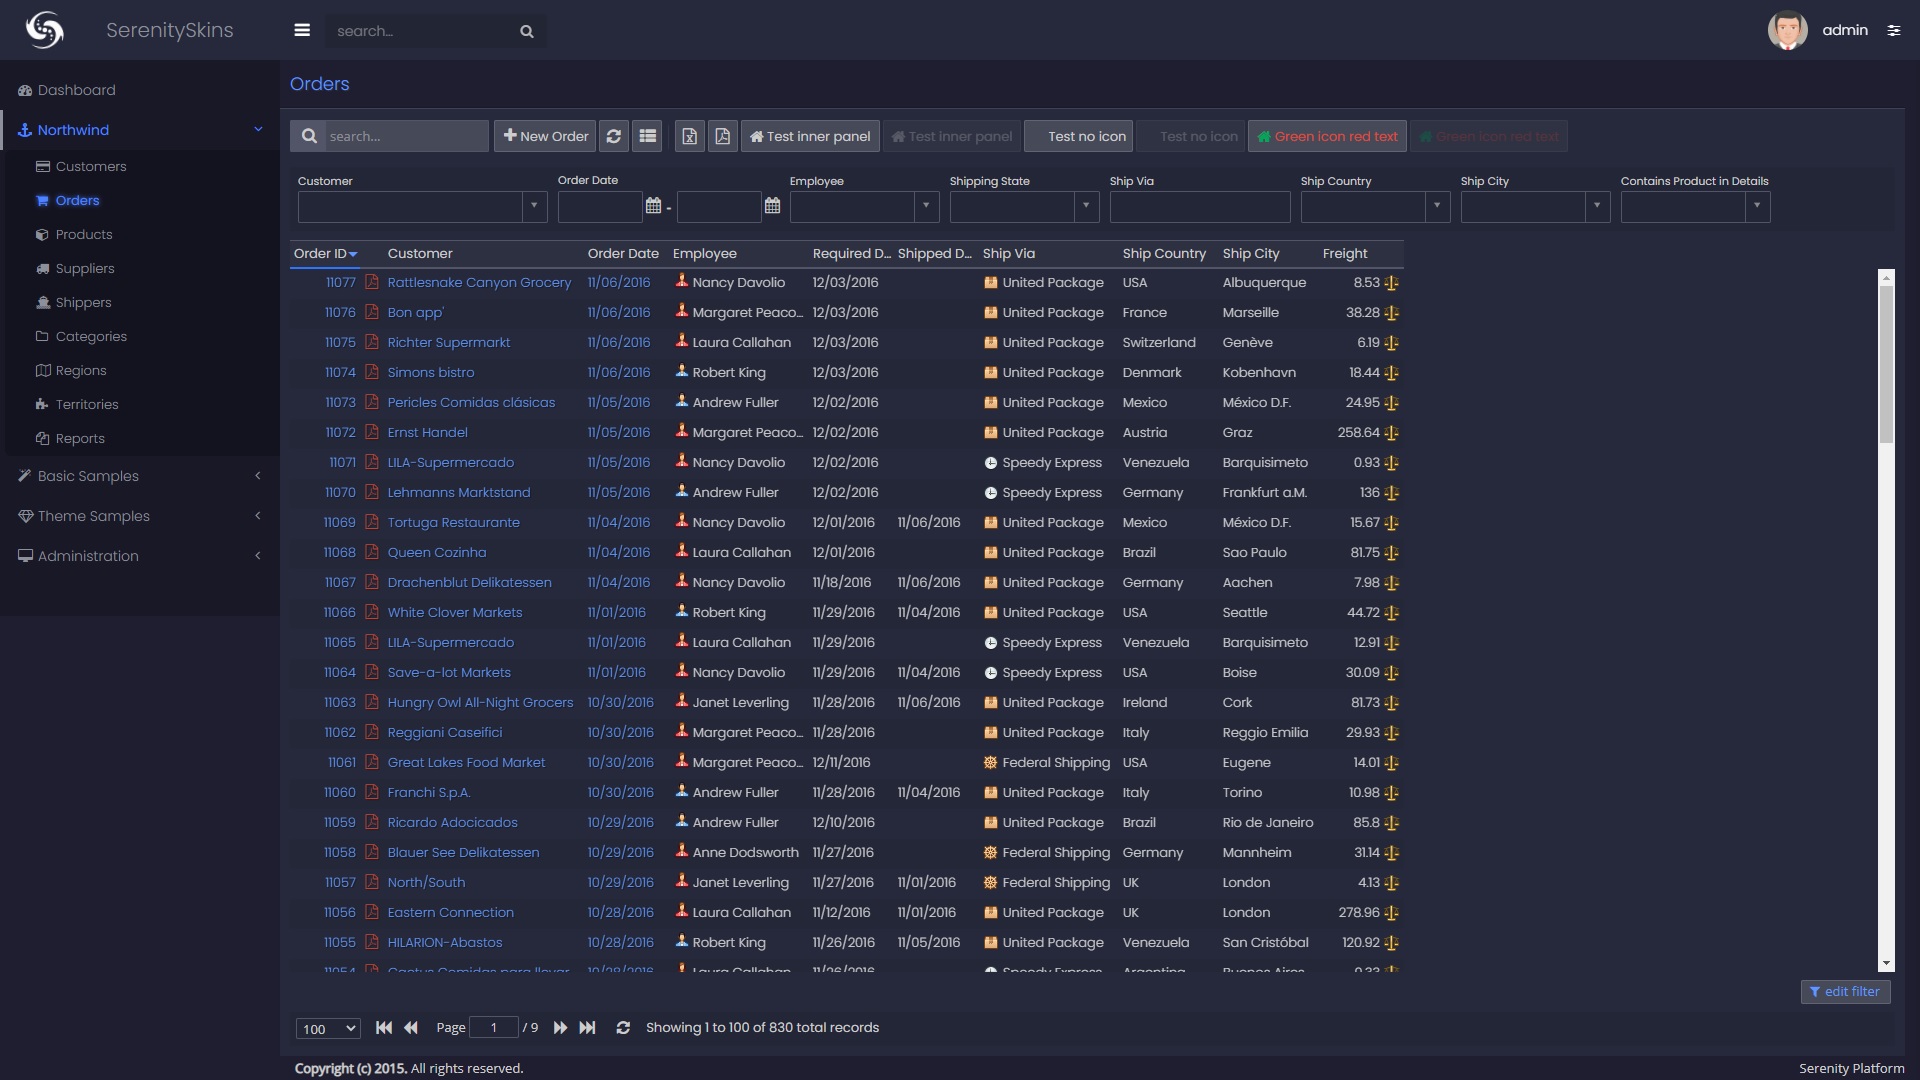 SerenitySkins
search...
admin
Dashboard
Northwind
Customers
Orders
Products
Suppliers
Shippers
Categories
Regions
Territories
Reports
Basic Samples
Theme Samples
Administration
Orders
search... New Order Test inner panel Test inner panel Test no icon Test no icon Green icon red text Green icon red text
Customer Order Date Employee Shipping State Ship Via Ship Country Ship City Contains Product in Details
-
Order ID Customer Order Date Employee Required D... Shipped D... Ship Via Ship Country Ship City Freight
11077 Rattlesnake Canyon Grocery 11/06/2016 Nancy Davolio 12/03/2016 United Package USA Albuquerque 8.53
11076 Bon app' 11/06/2016 Margaret Peaco... 12/03/2016 United Package France Marseille 38.28
11075 Richter Supermarkt 11/06/2016 Laura Callahan 12/03/2016 United Package Switzerland Genève 6.19
11074 Simons bistro 11/06/2016 Robert King 12/03/2016 United Package Denmark Kobenhavn 18.44
11073 Pericles Comidas clásicas 11/05/2016 Andrew Fuller 12/02/2016 United Package Mexico México D.F. 24.95
11072 Ernst Handel 11/05/2016 Margaret Peaco... 12/02/2016 United Package Austria Graz 258.64
11071 LILA-Supermercado 11/05/2016 Nancy Davolio 12/02/2016 Speedy Express Venezuela Barquisimeto 0.93
11070 Lehmanns Marktstand 11/05/2016 Andrew Fuller 12/02/2016 Speedy Express Germany Frankfurt a.M. 136
11069 Tortuga Restaurante 11/04/2016 Nancy Davolio 12/01/2016 11/06/2016 United Package Mexico México D.F. 15.67
11068 Queen Cozinha 11/04/2016 Laura Callahan 12/01/2016 United Package Brazil Sao Paulo 81.75
11067 Drachenblut Delikatessen 11/04/2016 Nancy Davolio 11/18/2016 11/06/2016 United Package Germany Aachen 7.98
11066 White Clover Markets 11/01/2016 Robert King 11/29/2016 11/04/2016 United Package USA Seattle 44.72
11065 LILA-Supermercado 11/01/2016 Laura Callahan 11/29/2016 Speedy Express Venezuela Barquisimeto 12.91
11064 Save-a-lot Markets 11/01/2016 Nancy Davolio 11/29/2016 11/04/2016 Speedy Express USA Boise 30.09
11063 Hungry Owl All-Night Grocers 10/30/2016 Janet Leverling 11/28/2016 11/06/2016 United Package Ireland Cork 81.73
11062 Reggiani Caseifici 10/30/2016 Margaret Peaco... 11/28/2016 United Package Italy Reggio Emilia 29.93
11061 Great Lakes Food Market 10/30/2016 Margaret Peaco... 12/11/2016 Federal Shipping USA Eugene 14.01
11060 Franchi S.p.A. 10/30/2016 Andrew Fuller 11/28/2016 11/04/2016 United Package Italy Torino 10.98
11059 Ricardo Adocicados 10/29/2016 Andrew Fuller 12/10/2016 United Package Brazil Rio de Janeiro 85.8
11058 Blauer See Delikatessen 10/29/2016 Anne Dodsworth 11/27/2016 Federal Shipping Germany Mannheim 31.14
11057 North/South 10/29/2016 Janet Leverling 11/27/2016 11/01/2016 Federal Shipping UK London 4.13
11056 Eastern Connection 10/28/2016 Laura Callahan 11/12/2016 11/01/2016 United Package UK London 278.96
11055 HILARION-Abastos 10/28/2016 Robert King 11/26/2016 11/05/2016 United Package Venezuela San Cristóbal 120.92
11054 Cactus Comidas para llevar 10/28/2016 Laura Callahan 11/26/2016 Speedy Express Argentina Buenos Aires 0.33
edit filter
100 Page 1 / 9 Showing 1 to 100 of 830 total records
Copyright (c) 2015. All rights reserved.
Serenity Platform